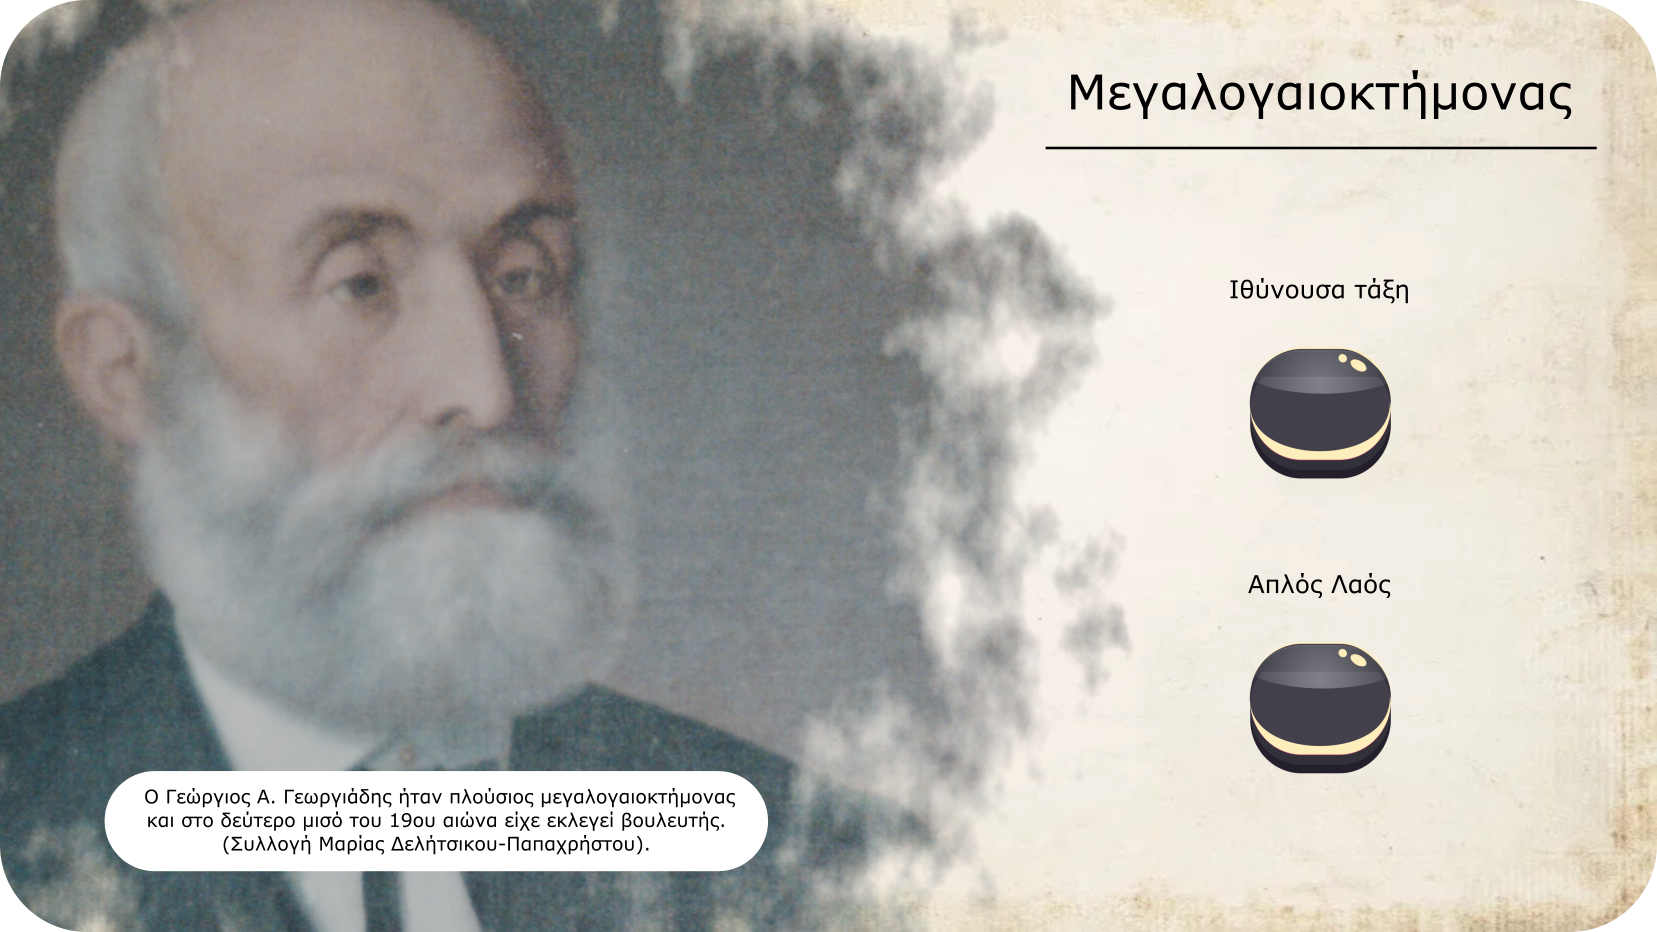 Μεγαλογαιοκτήμονας
Ιθύνουσα τάξη
Απλός Λαός
Ο Γεώργιος Α. Γεωργιάδης ήταν πλούσιος μεγαλογαιοκτήμονας
και στο δεύτερο μισό του 19ου αιώνα είχε εκλεγεί βουλευτής.
(Συλλογή Μαρίας Δελήτσικου-Παπαχρήστου).